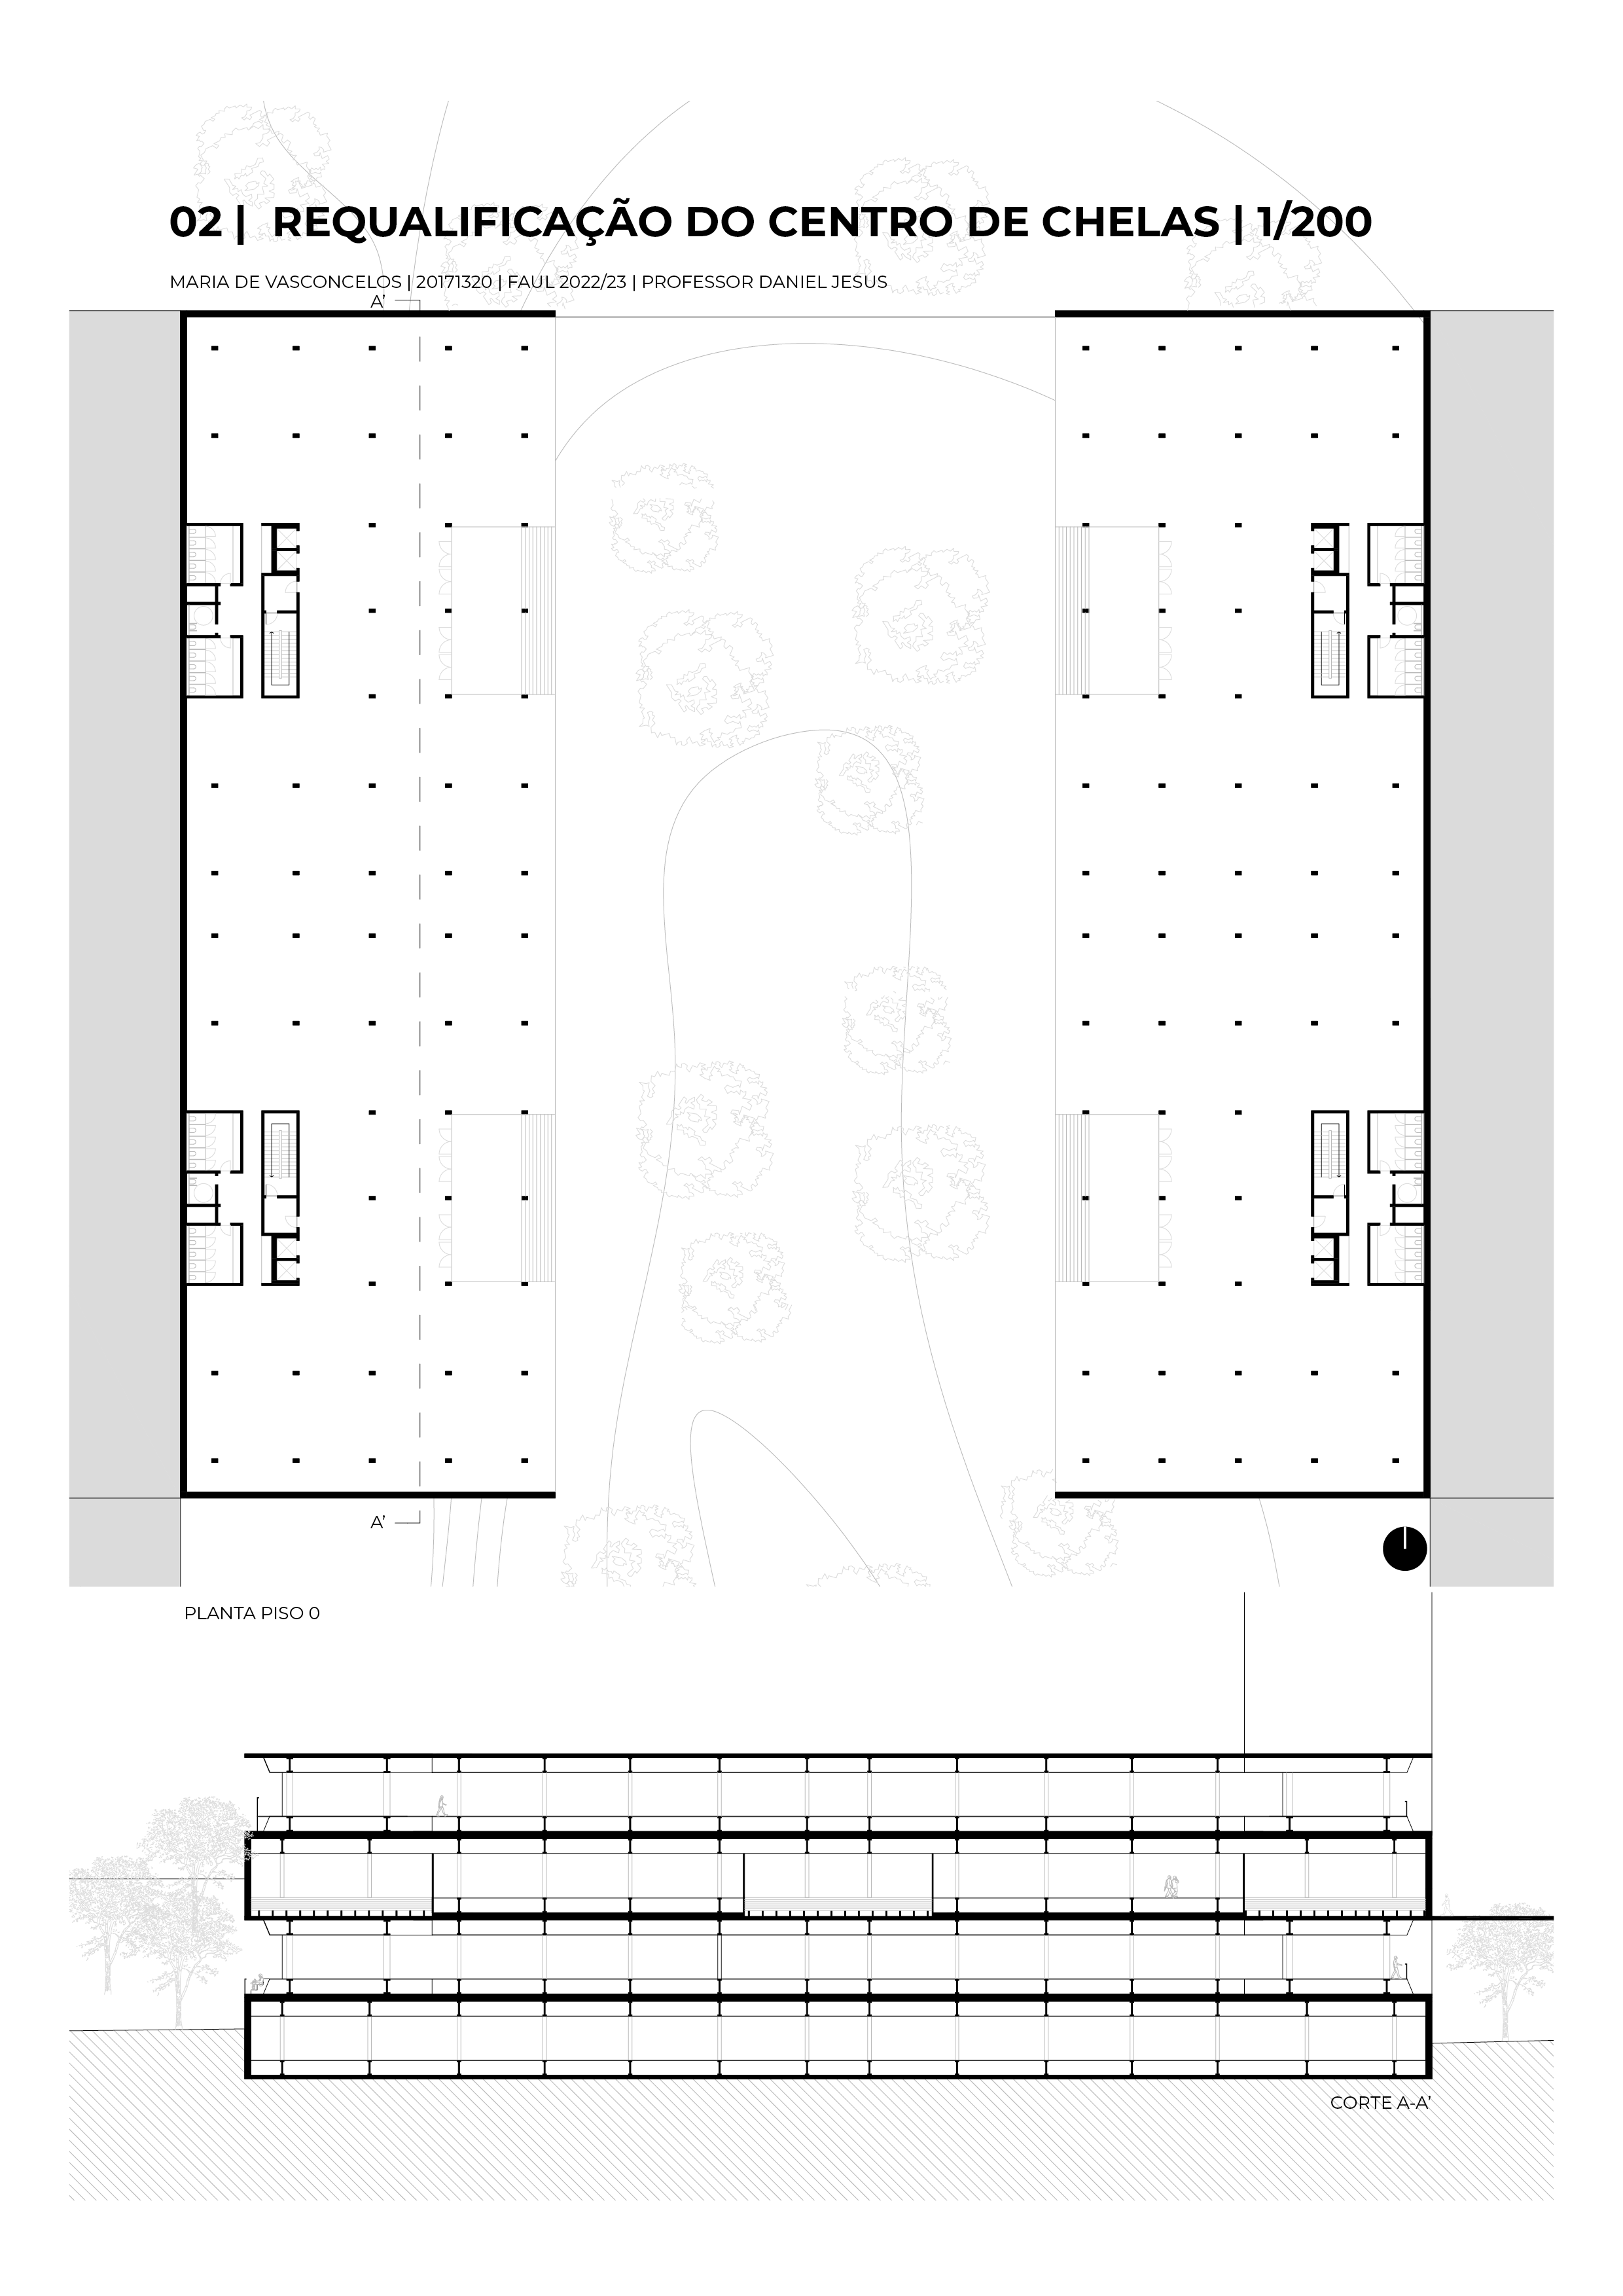 02 | REQUALIFICAÇÃO DO CENTRO DE CHELAS | 1/200
MARIA DE VASCONCELOS | 20171320 | FAUL 2022/23 | PROFESSOR DANIEL JESUS
A'
A'
PLANTA PISO 0
CORTE A-A'